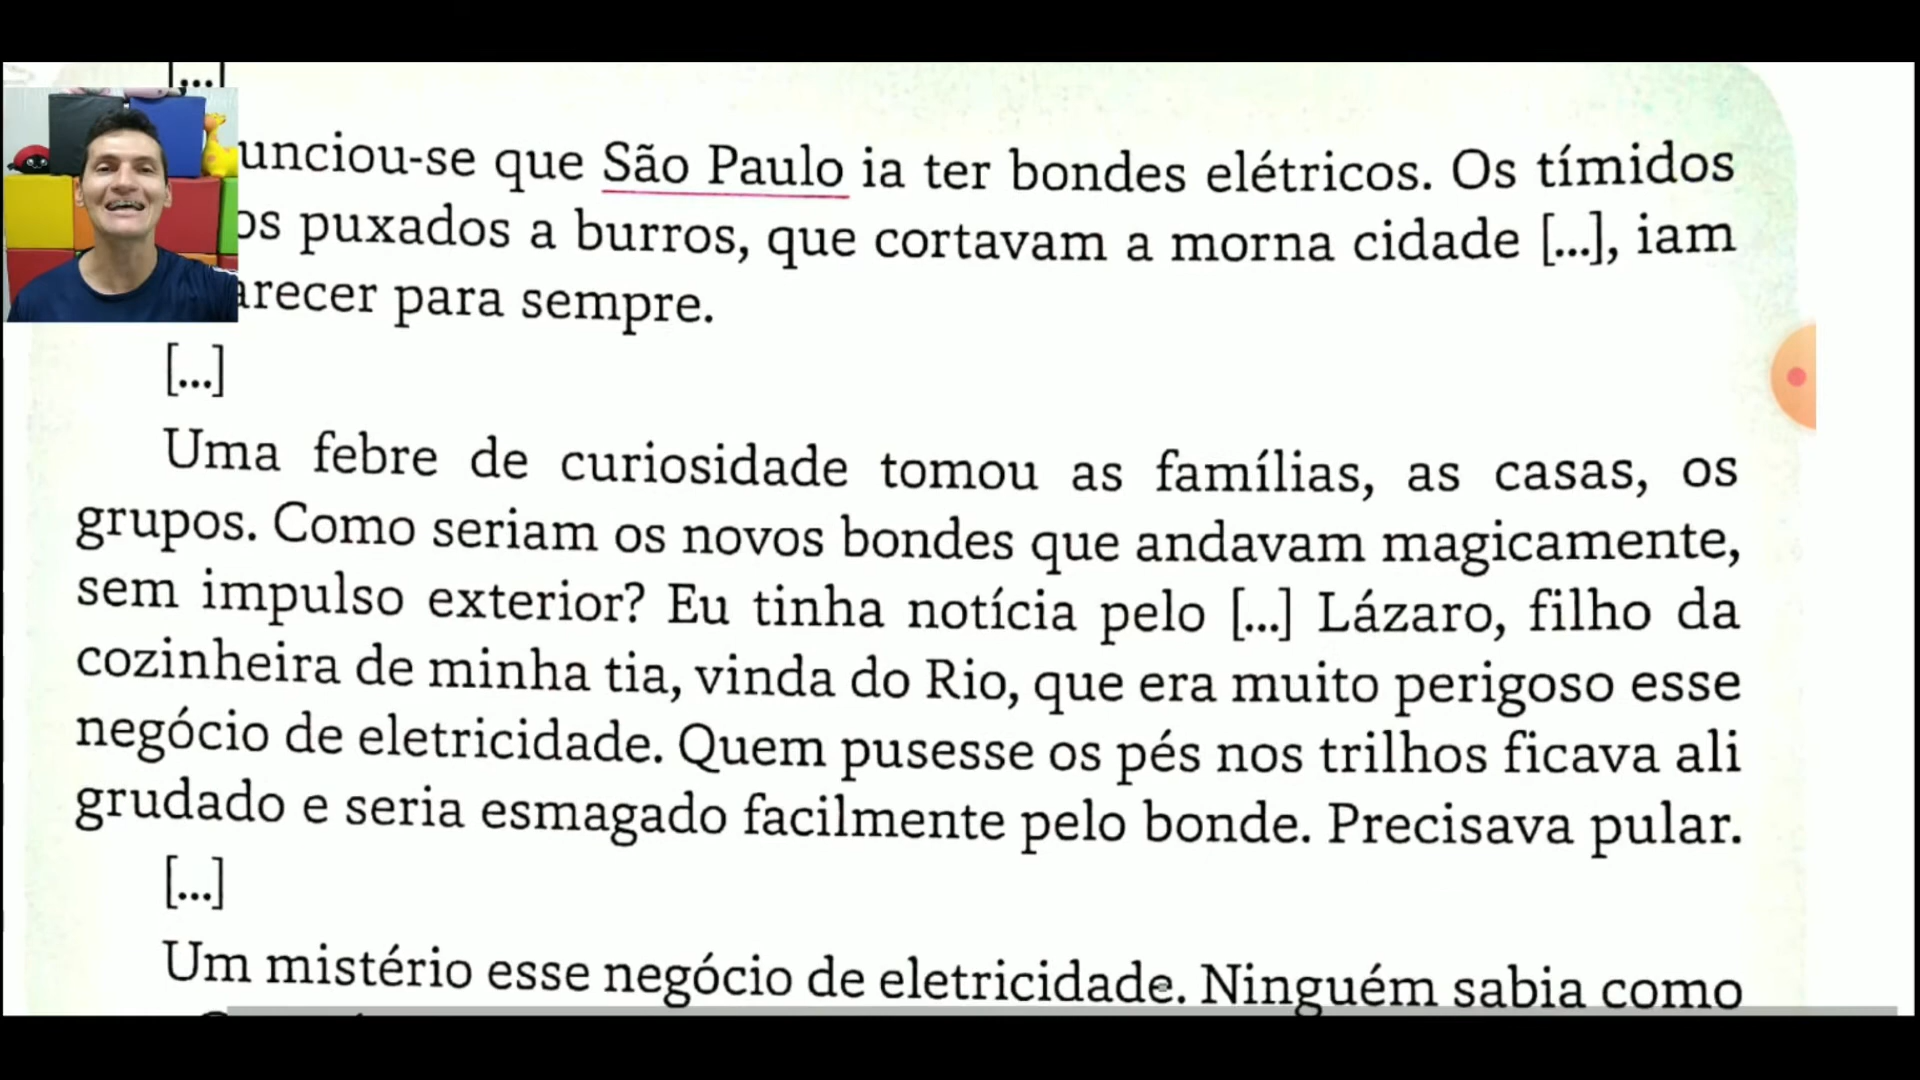 [...]
unciou-se que São Paulo ia ter bondes elétricos. Os tímidos
os puxados a burros, que cortavam a morna cidade [...], iam
arecer para sempre.
[...]
Uma febre de curiosidade tomou as famílias, as casas, os
grupos. Como seriam os novos bondes que andavam magicamente,
sem impulso exterior? Eu tinha notícia pelo [...] Lázaro, filho da
cozinheira de minha tia, vinda do Rio, que era muito perigoso esse
negócio de eletricidade. Quem pusesse os pés nos trilhos ficava ali
grudado e seria esmagado facilmente pelo bonde. Precisava pular.
[...]
Um mistério esse negócio de eletricidade. Ninguém sabia como